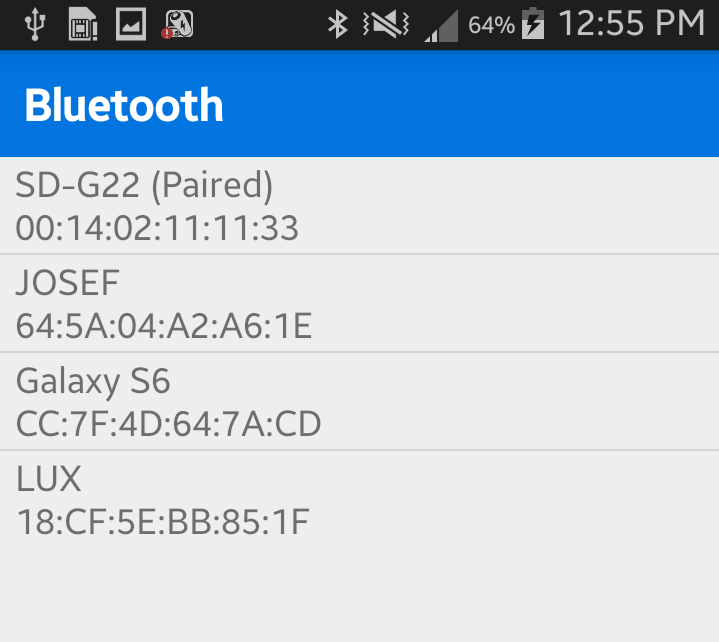 64% 12:55 PM
Bluetooth
SD-G22 (Paired)
00:14:02:11:11:33
JOSEF
64:5A:04:A2:A6:1E
Galaxy S6
CC:7F:4D:64:7A:CD
LUX
18:CF:5E:BB:85:1F